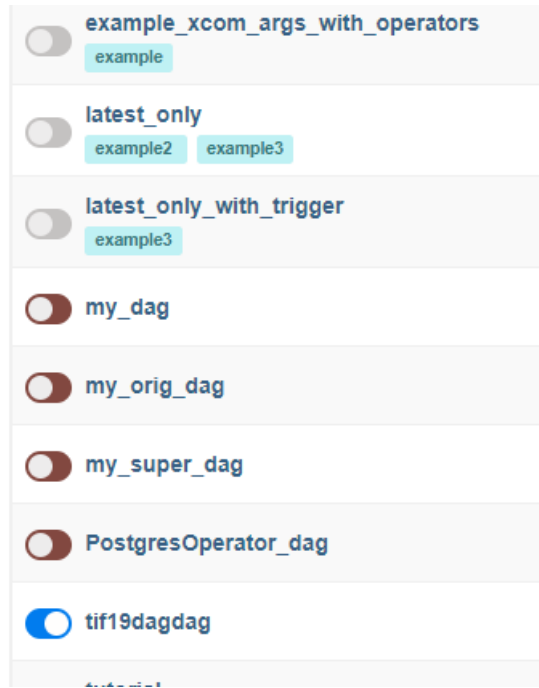 example_xcom_args_with_operators
example
latest_only
example2 example3
latest_only_with_trigger
example3
my_dag
my_orig_dag
my_super_dag
PostgresOperator_dag
tif19dagdag